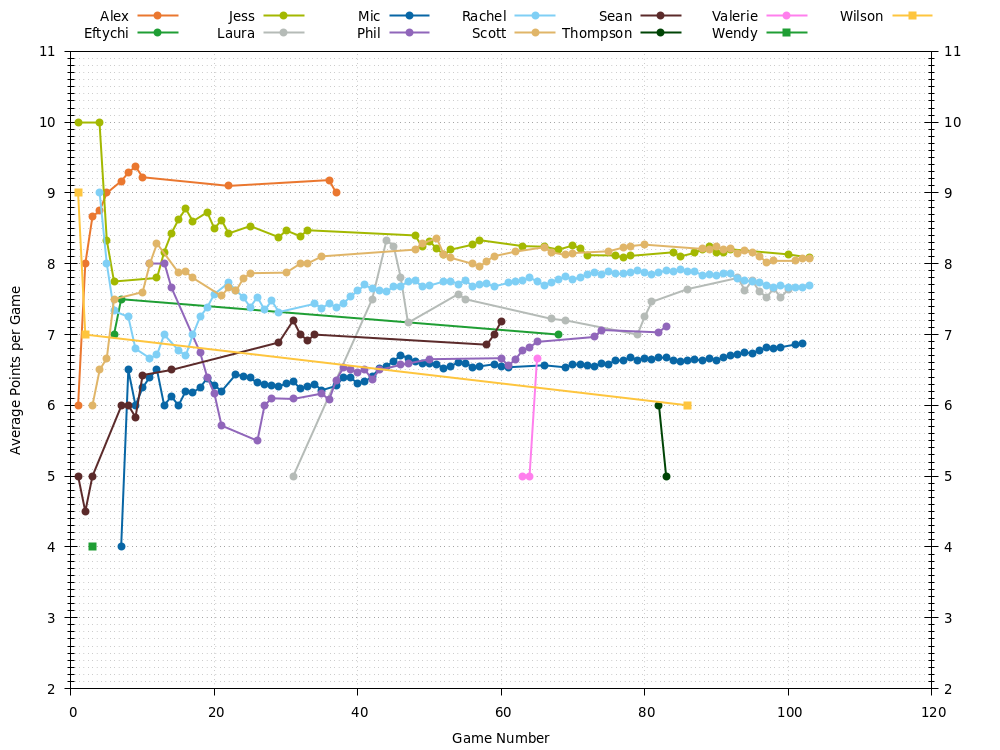 Alex Jess Mic Rachel Sean Valerie Wilson
Eftychi Laura Phil Scott Thompson Wendy
11 11
10 10
9 9
8 8
7 7
6 6
5 5
4 4
3 3
2 2
0 20 40 60 80 100 120
Average Points per Game
Game Number